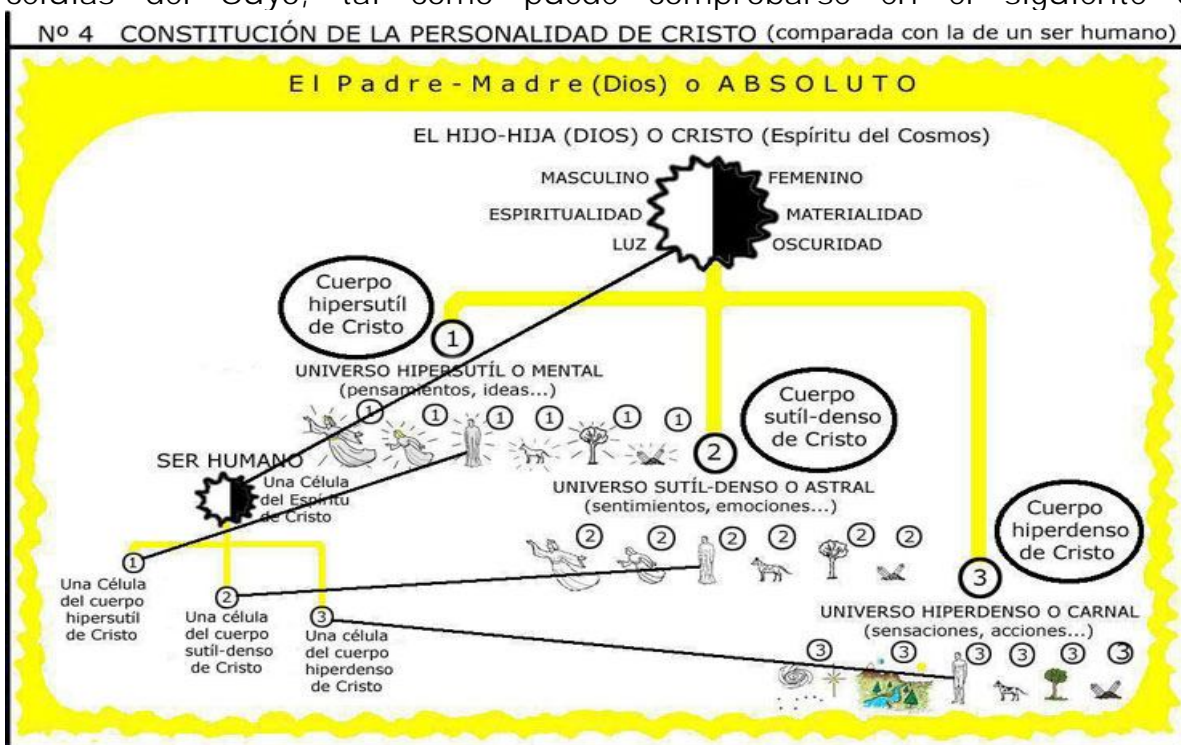 Nº 4 CONSTITUCIÓN DE LA PERSONALIDAD DE CRISTO (comparada con la de un ser humano)
El Padre-Madre (Dios) o ABSOLUTO
EL HIJO-HIJA (DIOS) O CRISTO (Espíritu del Cosmos)
MASCULINO
FEMENINO
ESPIRITUALIDAD
MATERIALIDAD
LUZ
OSCURIDAD
Cuerpo
hipersutíl
de Cristo
1
UNIVERSO HIPERSUTÍL O MENTAL
(pensamientos, ideas...)
1 1 1 1 1 1
Cuerpo
sutíl-denso
de Cristo
2
UNIVERSO SUTÍL-DENSO O ASTRAL
(sentimientos, emociones...)
2 2 2 2 2 2
Cuerpo
hiperdenso
de Cristo
3
UNIVERSO HIPERDENSO O CARNAL
(sensaciones, acciones...)
3 3 3 3 3 3
SER HUMANO
Una Célula
del Espíritu
de Cristo
1
Una Célula
del cuerpo
hipersutíl
de Cristo
2
Una célula
del cuerpo
sutíl-denso
de Cristo
3
Una célula
del cuerpo
hiperdenso
de Cristo